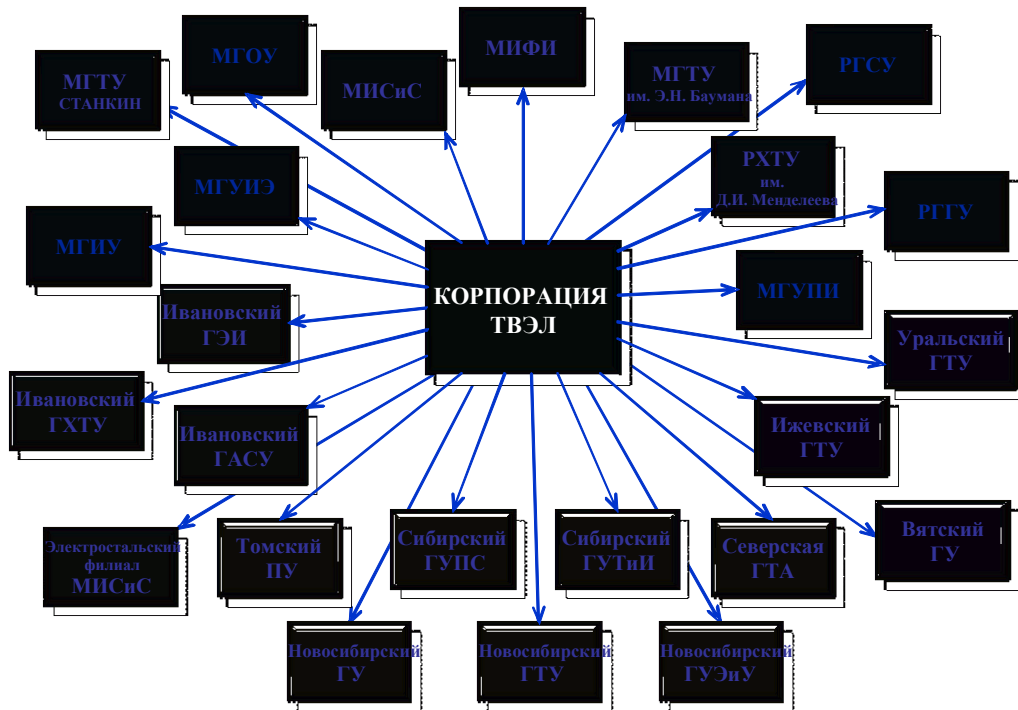 МГОУ
МИФИ
МГТУ
СТАНКИН
МИСиС
МГТУ
им. Э.Н. Баумана
РГСУ
МГУИЭ
РХТУ
им.
Д.И. Менделеева
РГГУ
МГИУ
КОРПОРАЦИЯ
ТВЭЛ
МГУПИ
Ивановский
ГЭИ
Уральский
ГТУ
Ивановский
ГХТУ
Ивановский
ГАСУ
Ижевский
ГТУ
Электростальский
филиал
МИСиС
Томский
ПУ
Сибирский
ГУПС
Сибирский
ГУТиИ
Северская
ГТА
Вятский
ГУ
Новосибирский
ГУ
Новосибирский
ГТУ
Новосибирский
ГУЭиУ